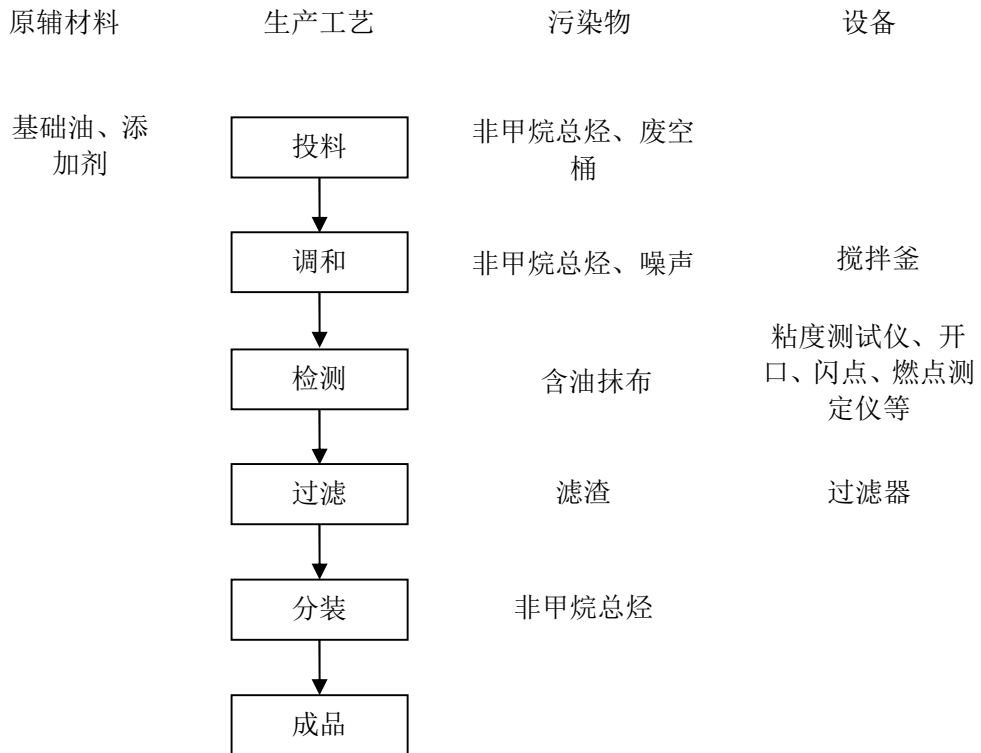 原辅材料 生产工艺 污染物 设备
基础油、添
加剂
投料
非甲烷总烃、废空
桶
调和
非甲烷总烃、噪声
搅拌釜
检测
含油抹布
粘度测试仪、开
口、闪点、燃点测
定仪等
过滤
滤渣
过滤器
分装
非甲烷总烃
成品